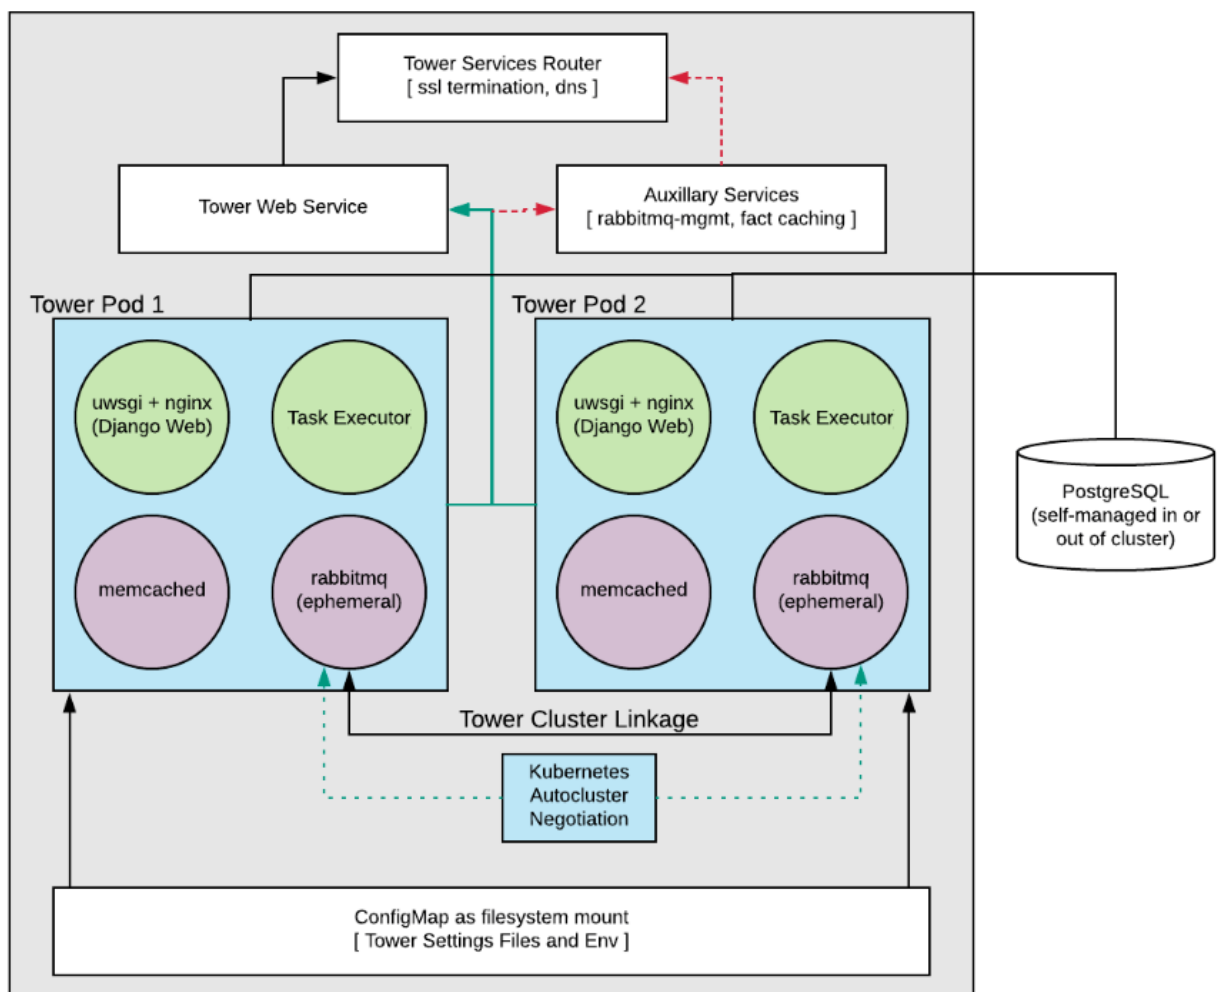 Tower Services Router
[ ssl termination, dns ]
Tower Web Service
Auxillary Services
[ rabbitmq-mgmt, fact caching ]
Tower Pod 1
Tower Pod 2
uwsgi + nginx
(Django Web)
Task Executor
memcached
rabbitmq
(ephemeral)
uwsgi + nginx
(Django Web)
Task Executor
memcached
rabbitmq
(ephemeral)
PostgreSQL
(self-managed in or
out of cluster)
Tower Cluster Linkage
Kubernetes
Autocluster
Negotiation
ConfigMap as filesystem mount
[ Tower Settings Files and Env ]